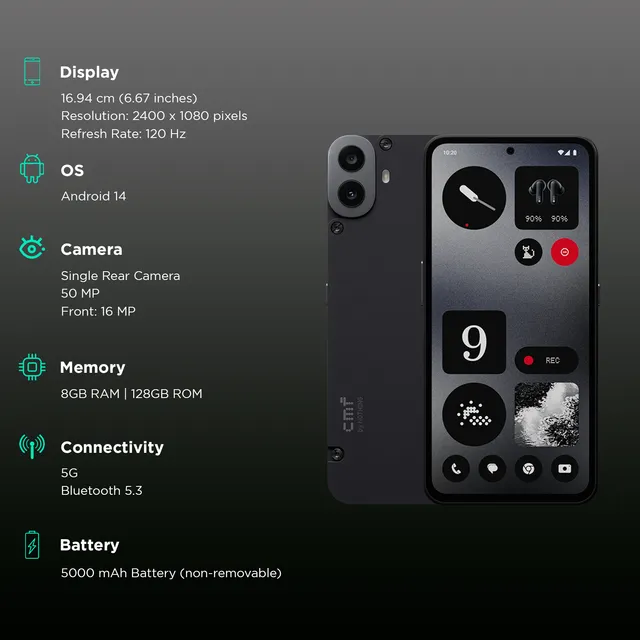 Display
16.94 cm (6.67 inches)
Resolution: 2400 x 1080 pixels
Refresh Rate: 120 Hz
OS
Android 14
Camera
Single Rear Camera
50 MP
Front: 16 MP
Memory
8GB RAM | 128GB ROM
Connectivity
5G
Bluetooth 5.3
Battery
5000 mAh Battery (non-removable)
cmf
by NOTHING
10:20
90% 90%
9
REC